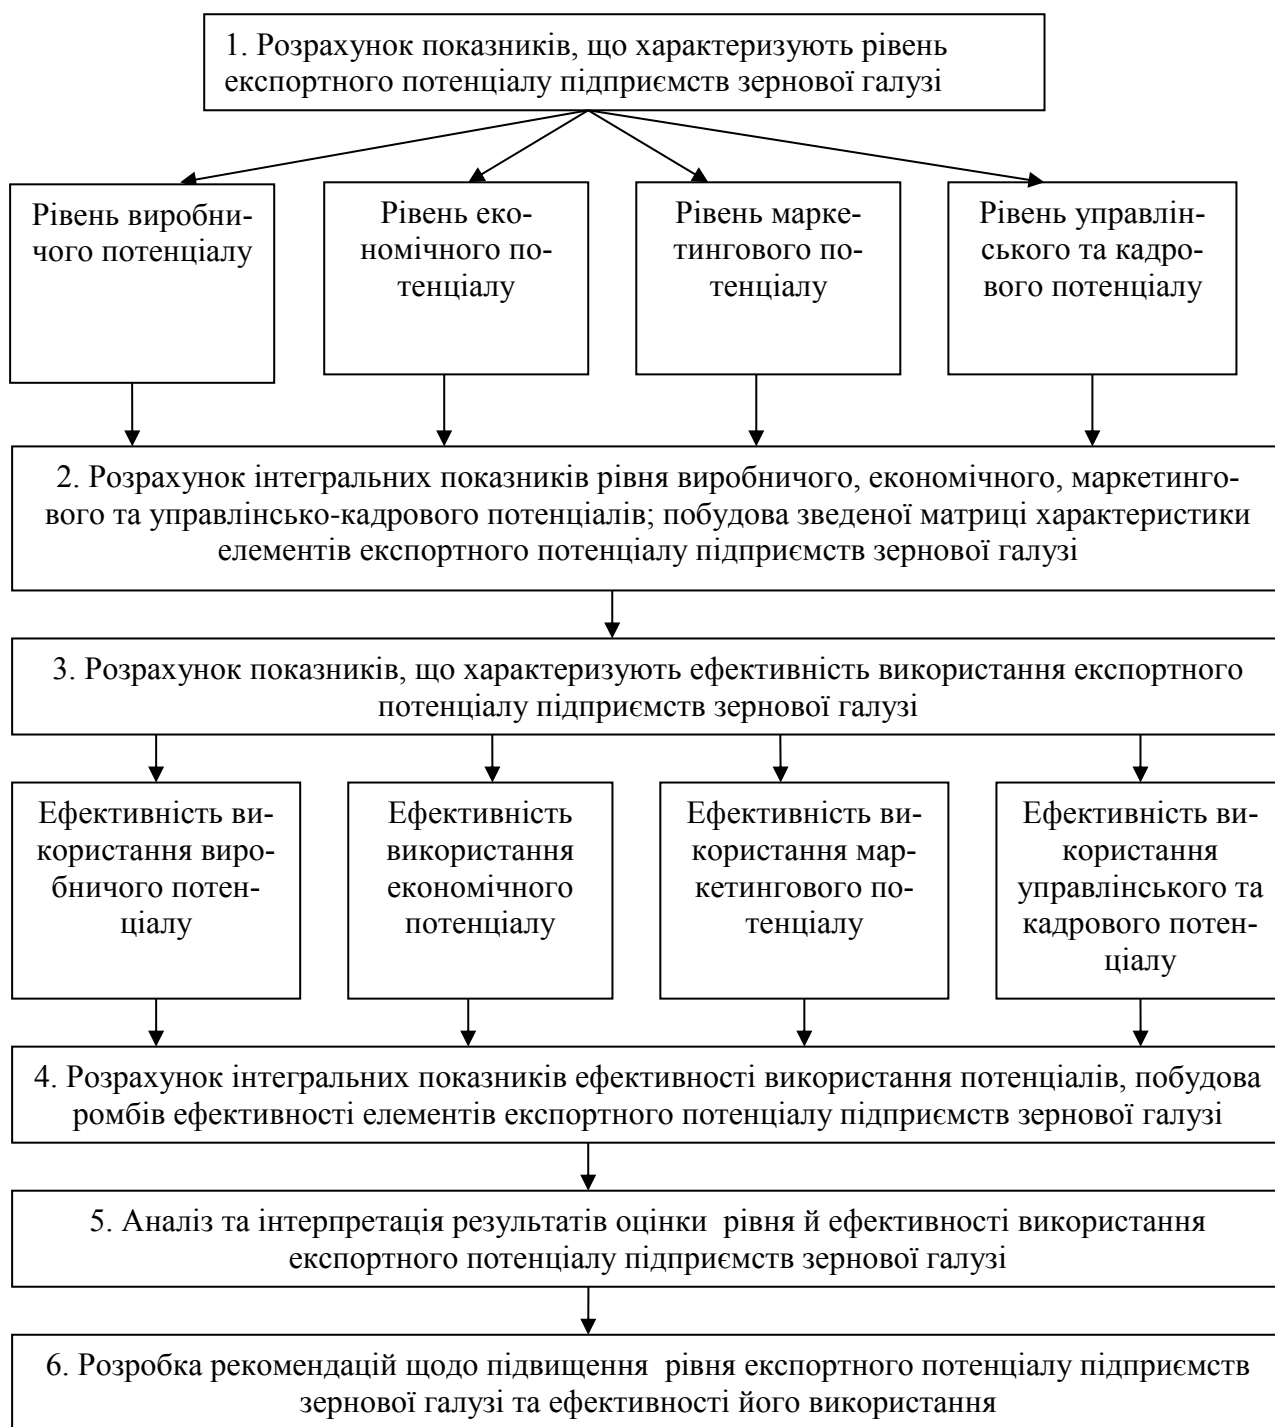 1. Розрахунок показників, що характеризують рівень
експортного потенціалу підприємств зернової галузі
Рівень виробни-
чого потенціалу
Рівень еко-
номічного по-
тенціалу
Рівень марке-
тингового по-
тенціалу
Рівень управлін-
ського та кадро-
вого потенціалу
2. Розрахунок інтегральних показників рівня виробничого, економічного, маркетинго-
вого та управлінсько-кадрового потенціалів; побудова зведеної матриці характеристики
елементів експортного потенціалу підприємств зернової галузі
3. Розрахунок показників, що характеризують ефективність використання експортного
потенціалу підприємств зернової галузі
Ефективність ви-
користання виро-
бничого потен-
ціалу
Ефективність
використання
економічного
потенціалу
Ефективність ви-
користання мар-
кетингового по-
тенціалу
Ефективність ви-
користання
управлінського та
кадрового потен-
ціалу
4. Розрахунок інтегральних показників ефективності використання потенціалів, побудова
ромбів ефективності елементів експортного потенціалу підприємств зернової галузі
5. Аналіз та інтерпретація результатів оцінки  рівня й ефективності використання
експортного потенціалу підприємств зернової галузі
6. Розробка рекомендацій щодо підвищення  рівня експортного потенціалу підприємств
зернової галузі та ефективності його використання